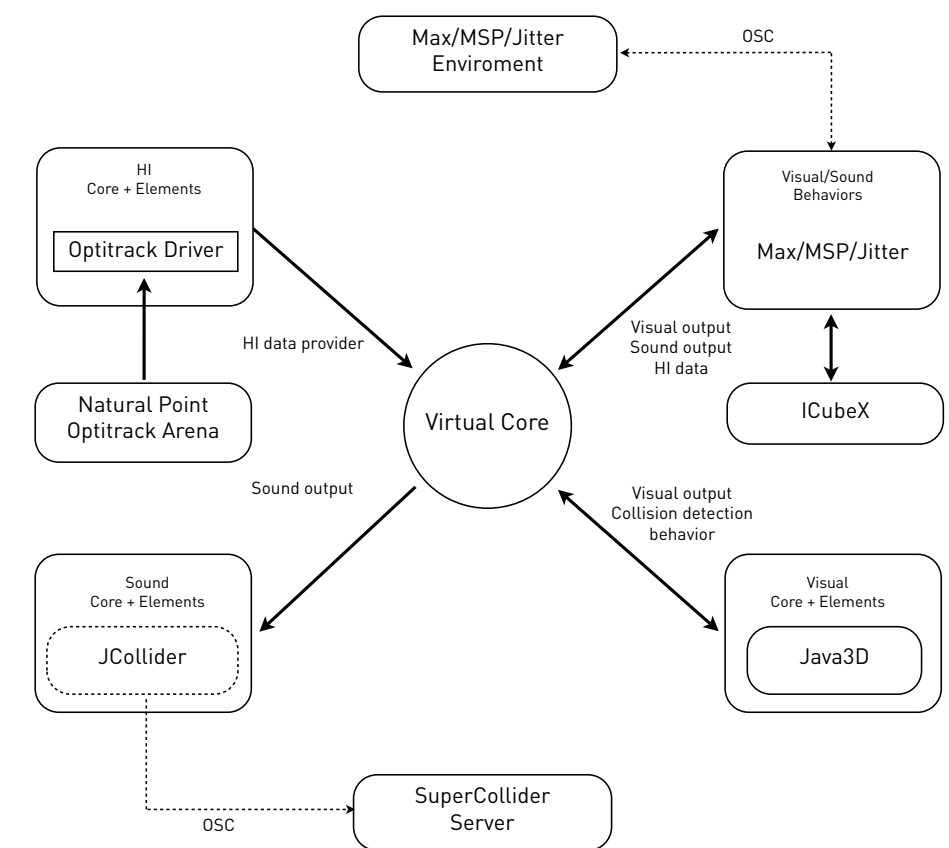 Max/MSP/Jitter
Enviroment
OSC
HI
Core + Elements
Optitrack Driver
Visual/Sound
Behaviors
Max/MSP/Jitter
HI data provider
Visual output
Sound output
HI data
Natural Point
Optitrack Arena
Virtual Core
ICubeX
Sound output
Visual output
Collision detection
behavior
Sound
Core + Elements
JCollider
Visual
Core + Elements
Java3D
OSC
SuperCollider
Server